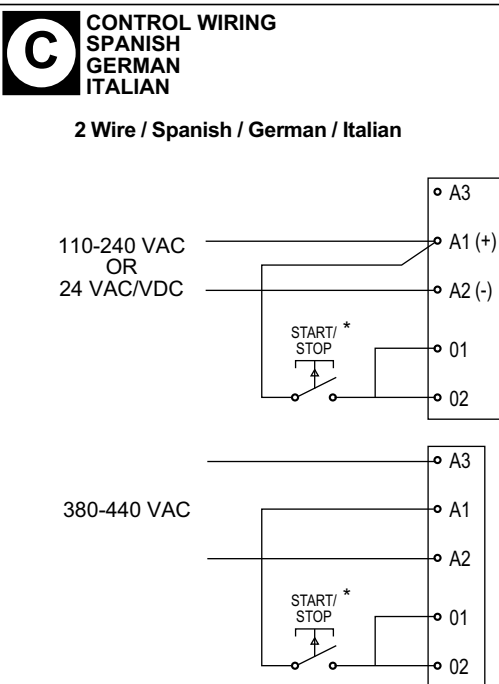 C
CONTROL WIRING
SPANISH
GERMAN
ITALIAN
2 Wire / Spanish / German / Italian
A3
110-240 VAC
OR
24 VAC/VDC
A1 (+)
A2 (-)
START/ *
STOP
01
02
A3
380-440 VAC
A1
A2
START/ *
STOP
01
02